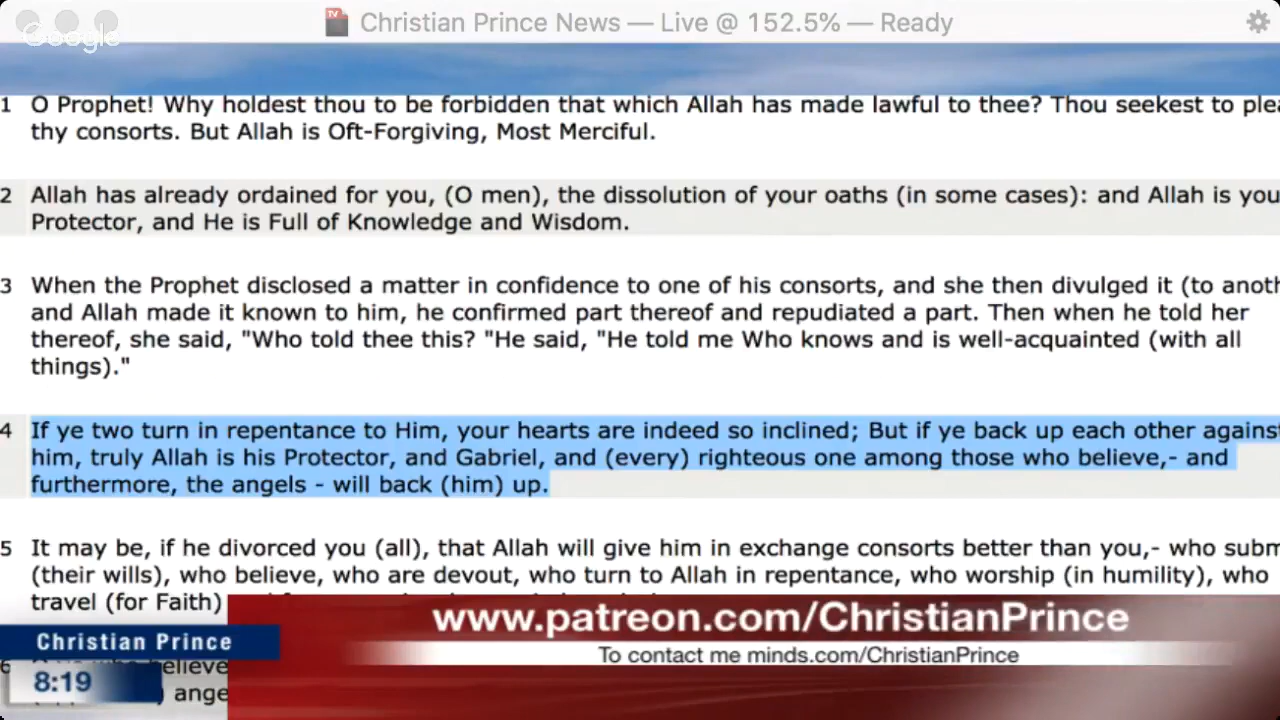 Christian Prince News — Live @ 152.5% — Ready
Google
1 O Prophet! Why holdest thou to be forbidden that which Allah has made lawful to thee? Thou seekest to
thy consorts. But Allah is Oft-Forgiving, Most Merciful.
2 Allah has already ordained for you, (O men), the dissolution of your oaths (in some cases): and Allah is
Protector, and He is Full of Knowledge and Wisdom.
3 When the Prophet disclosed a matter in confidence to one of his consorts, and she then divulged it (to
and Allah made it known to him, he confirmed part thereof and repudiated a part. Then when he told her
thereof, she said, "Who told thee this? "He said, "He told me Who knows and is well-acquainted (with all
things)."
4 If ye two turn in repentance to Him, your hearts are indeed so inclined; But if ye back up each other against
him, truly Allah is his Protector, and Gabriel, and (every) righteous one among those who believe,- and
furthermore, the angels - will back (him) up.
5 It may be, if he divorced you (all), that Allah will give him in exchange consorts better than you,- who
(their wills), who believe, who are devout, who turn to Allah in repentance, who worship (in humility), who
travel (for Faith)
www.patreon.com/ChristianPrince
Christian Prince
To contact me minds.com/ChristianPrince
6
8:19